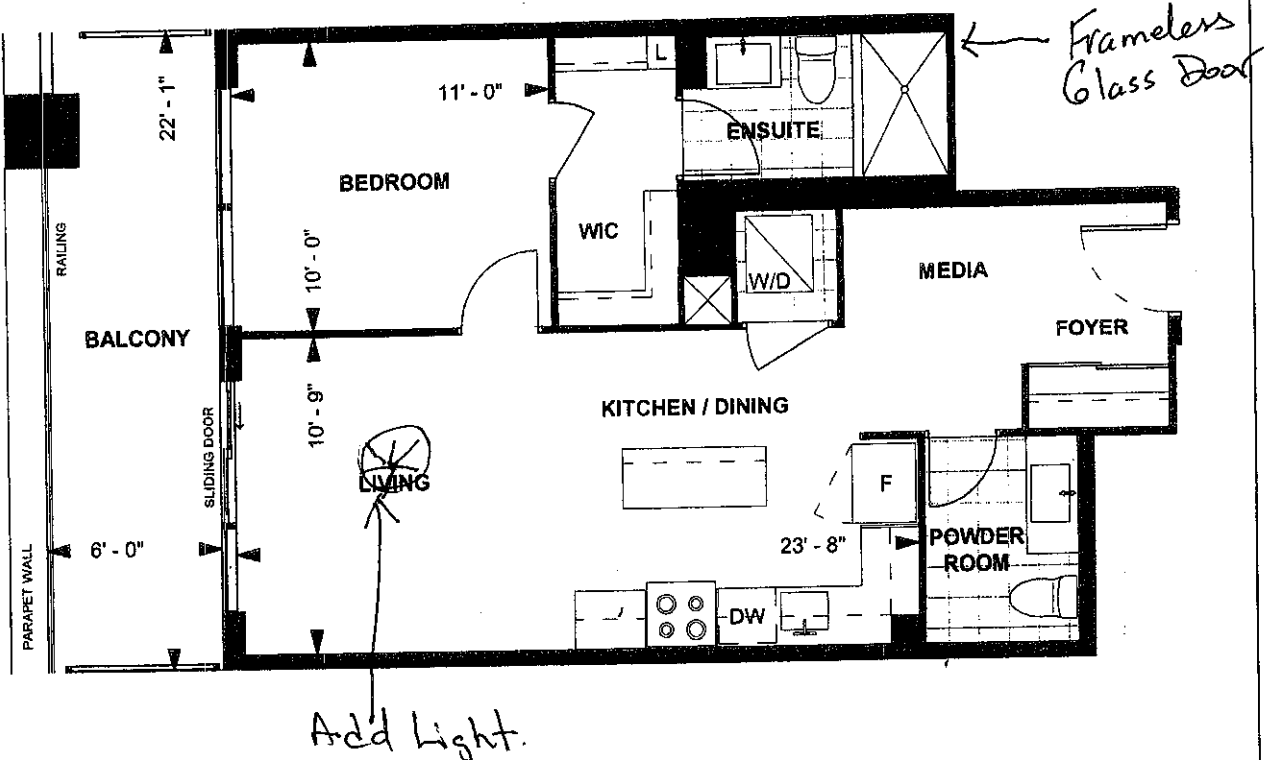 Frameless
Glass Door
22' - 1"
11' - 0"
L
ENSUITE
BEDROOM
RAILING
10' - 0"
WIC
W/D
MEDIA
FOYER
BALCONY
SLIDING DOOR
10' - 9"
KITCHEN / DINING
LIVING
F
6' - 0"
23' - 8"
POWDER
ROOM
PARAPET WALL
DW
Add Light.